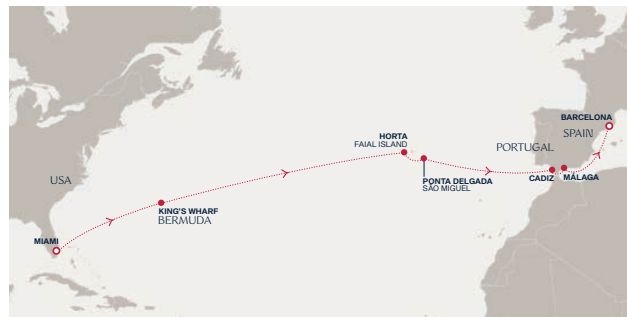 BARCELONA
SPAIN
HORTA
FAIAL ISLAND
PORTUGAL
PONTA DELGADA
SÃO MIGUEL
CADIZ
MÁLAGA
USA
KING'S WHARF
BERMUDA
MIAMI